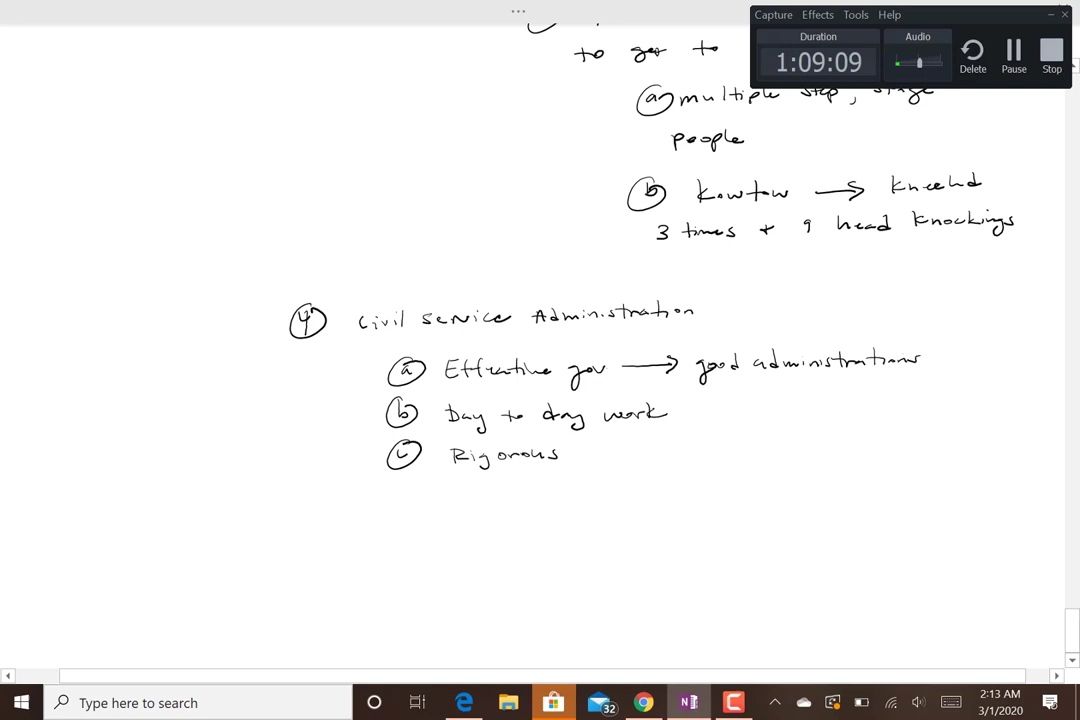 Capture Effects Tools Help
Duration
Audio
1:09:09
Delete Pause Stop
to get to
(a) multiple step, stage
people
(b) Kowtow → Kneeled
3 times + 9 head Knockings
(4) Civil service Administration
(a) Effective gov → good administrations
(b) Day to day work
(c) Rigorous
Type here to search
32
2:13 AM
3/1/2020